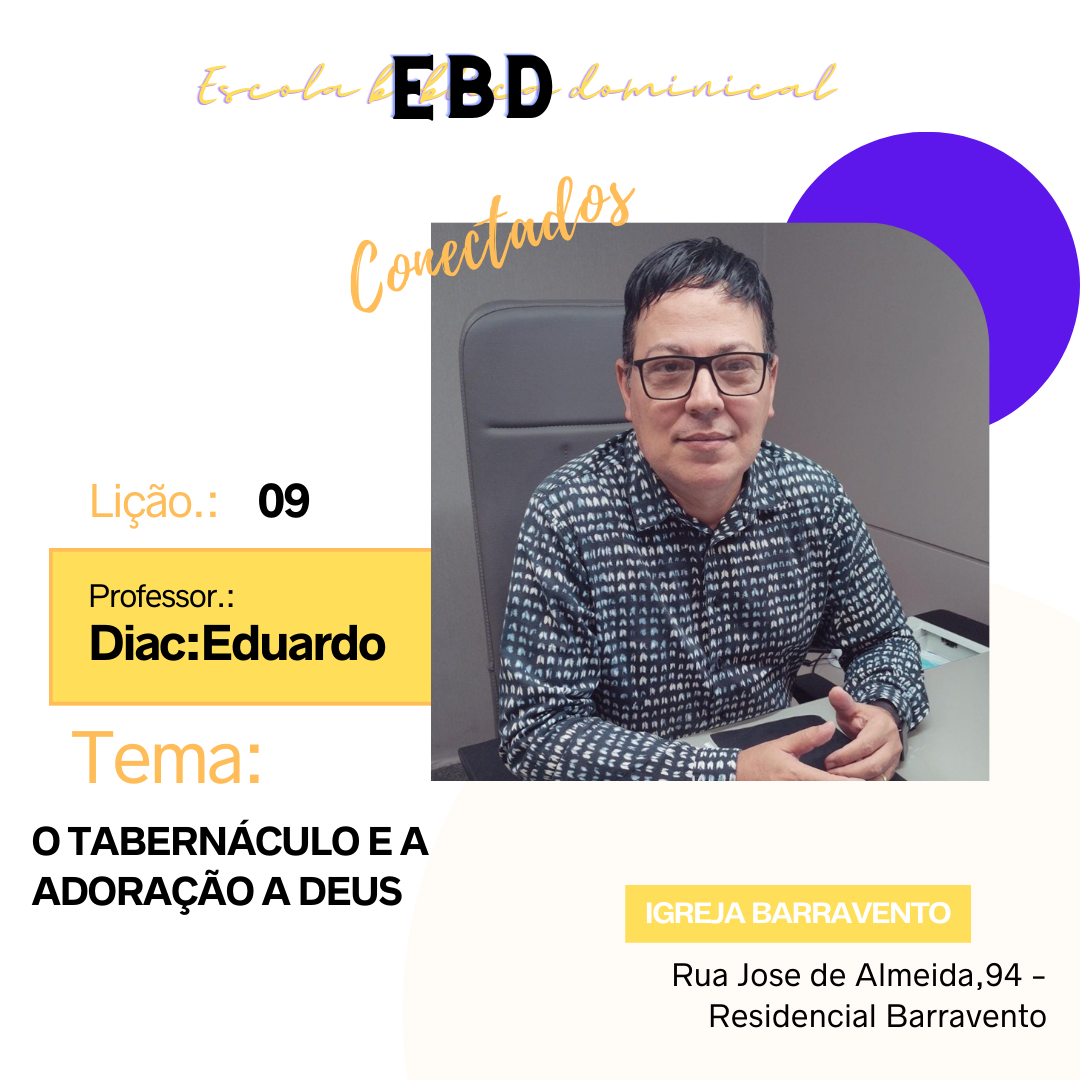 Escola bíblica dominical
EBD
Conectados
Lição.: 09
Professor.:
Diac:Eduardo
Tema:
O TABERNÁCULO E A
ADORAÇÃO A DEUS
IGREJA BARRAVENTO
Rua Jose de Almeida,94 –
Residencial Barravento